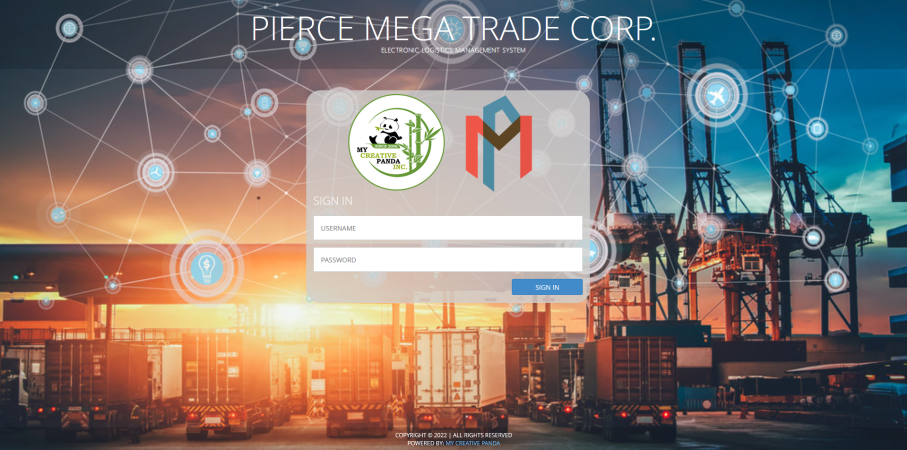 PIERCE MEGA TRADE CORP.
ELECTRONIC LOGISTICS MANAGEMENT SYSTEM
MY
CREATIVE
PANDA
INC.
SIGN IN
USERNAME
PASSWORD
SIGN IN
COPYRIGHT © 2022 | ALL RIGHTS RESERVED
POWERED BY: MY CREATIVE PANDA